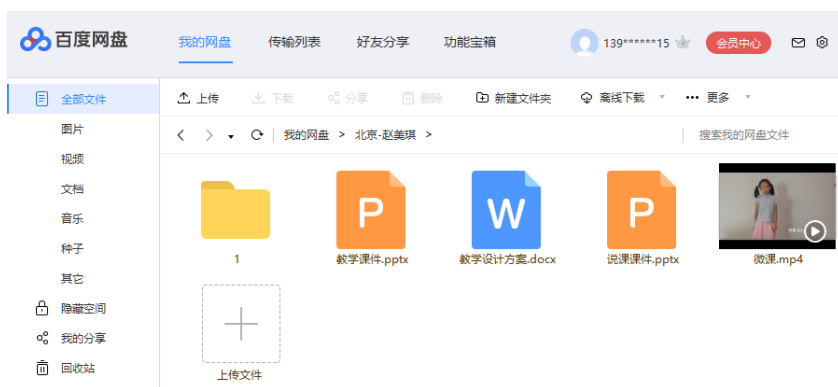 百度网盘
我的网盘 传输列表 好友分享 功能宝箱
139******15 会员中心
全部文件
图片
视频
文档
音乐
种子
其它
隐藏空间
我的分享
回收站
上传 下载 分享 删除 新建文件夹 离线下载 ••• 更多
我的网盘 > 北京-赵美琪 >
搜索我的网盘文件
1
P
教学课件.pptx
W
教学设计方案.docx
P
说课课件.pptx
微课.mp4
上传文件